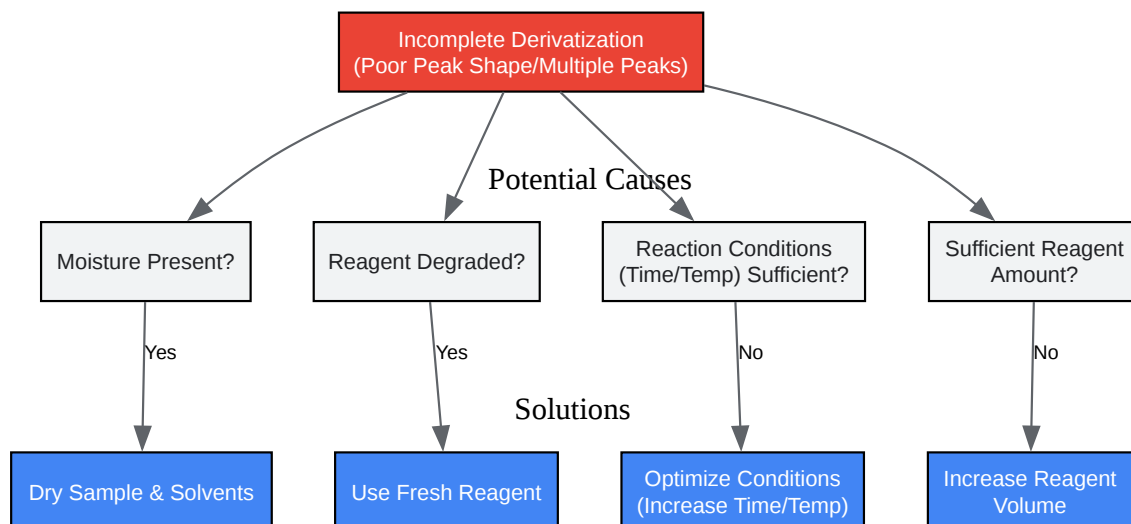 Incomplete Derivatization
(Poor Peak Shape/Multiple Peaks)
Potential Causes
Moisture Present?
Reagent Degraded?
Reaction Conditions
(Time/Temp) Sufficient?
Sufficient Reagent
Amount?
Yes
Yes
No
No
Solutions
Dry Sample & Solvents
Use Fresh Reagent
Optimize Conditions
(Increase Time/Temp)
Increase Reagent
Volume